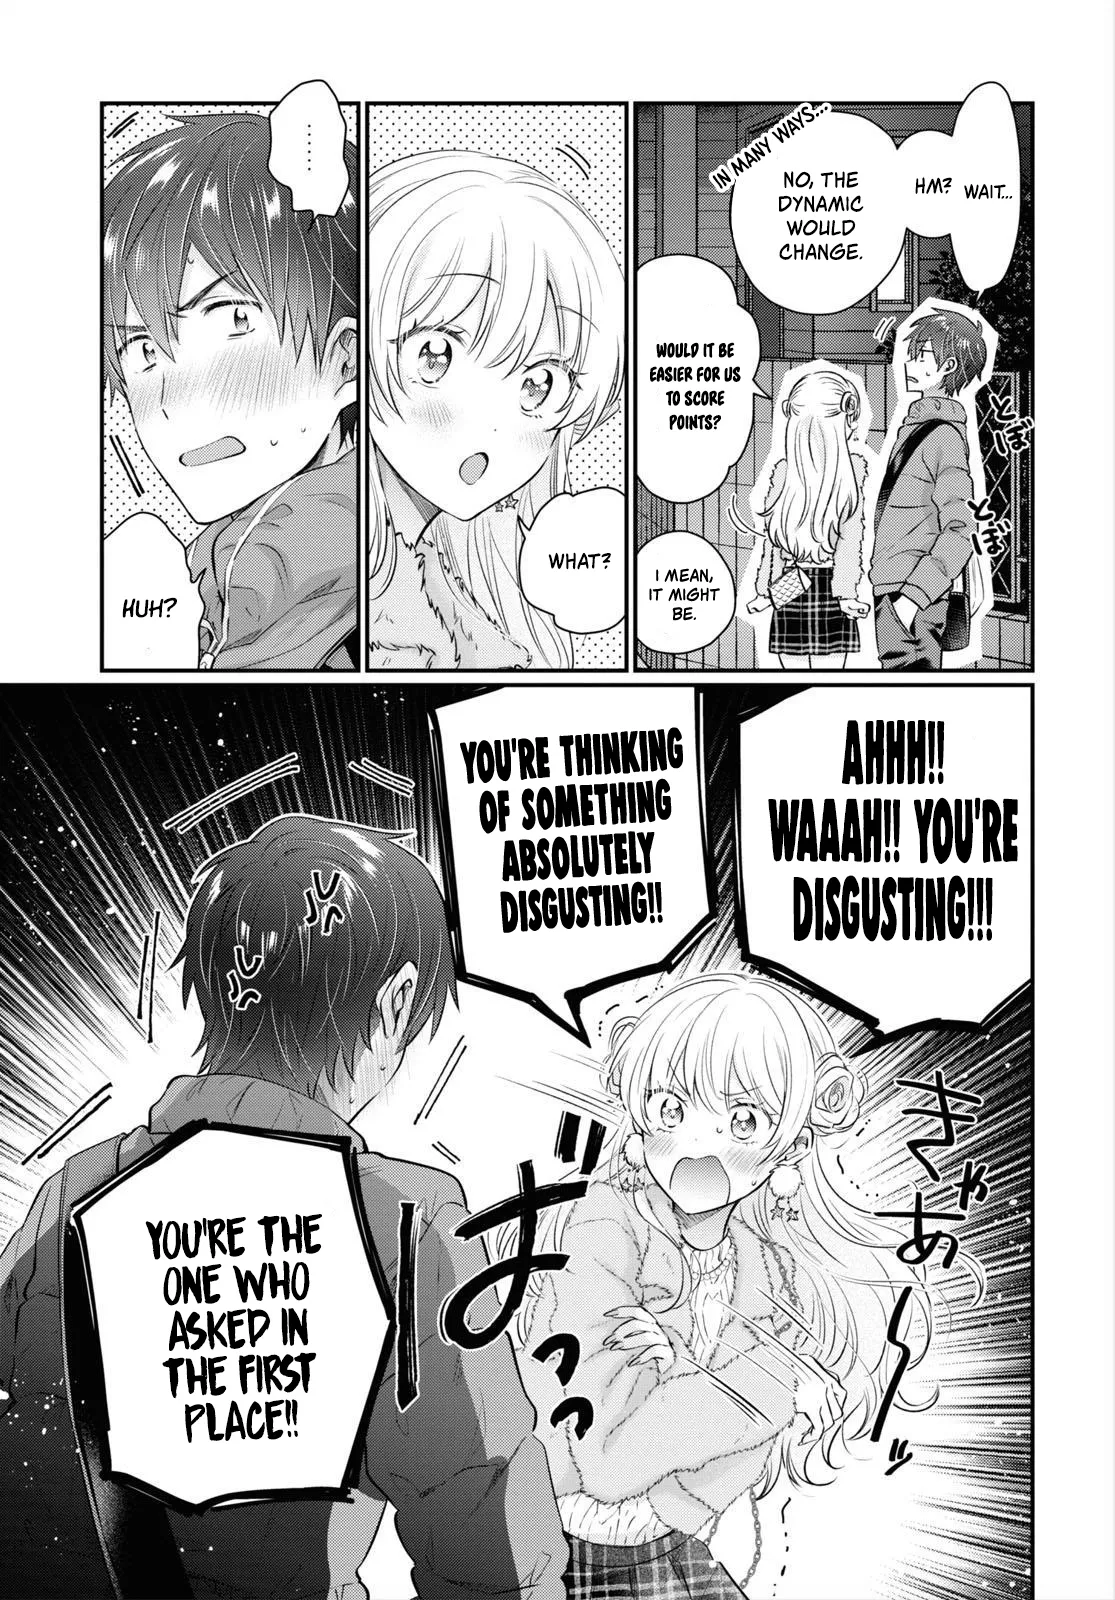 WAIT...
HM?
IN MANY WAYS...
NO, THE
DYNAMIC
WOULD
CHANGE.
WOULD IT BE
EASIER FOR US
TO SCORE
POINTS?
I MEAN,
IT MIGHT
BE.
とぼ
とぼ
WHAT?
......
HUH?
AHHH!!
WAAAH!! YOU'RE
DISGUSTING!!!
YOU'RE THINKING
OF SOMETHING
ABSOLUTELY
DISGUSTING!!
きゃあ
ばっ
YOU'RE THE
ONE WHO
ASKED IN
THE FIRST
PLACE!!